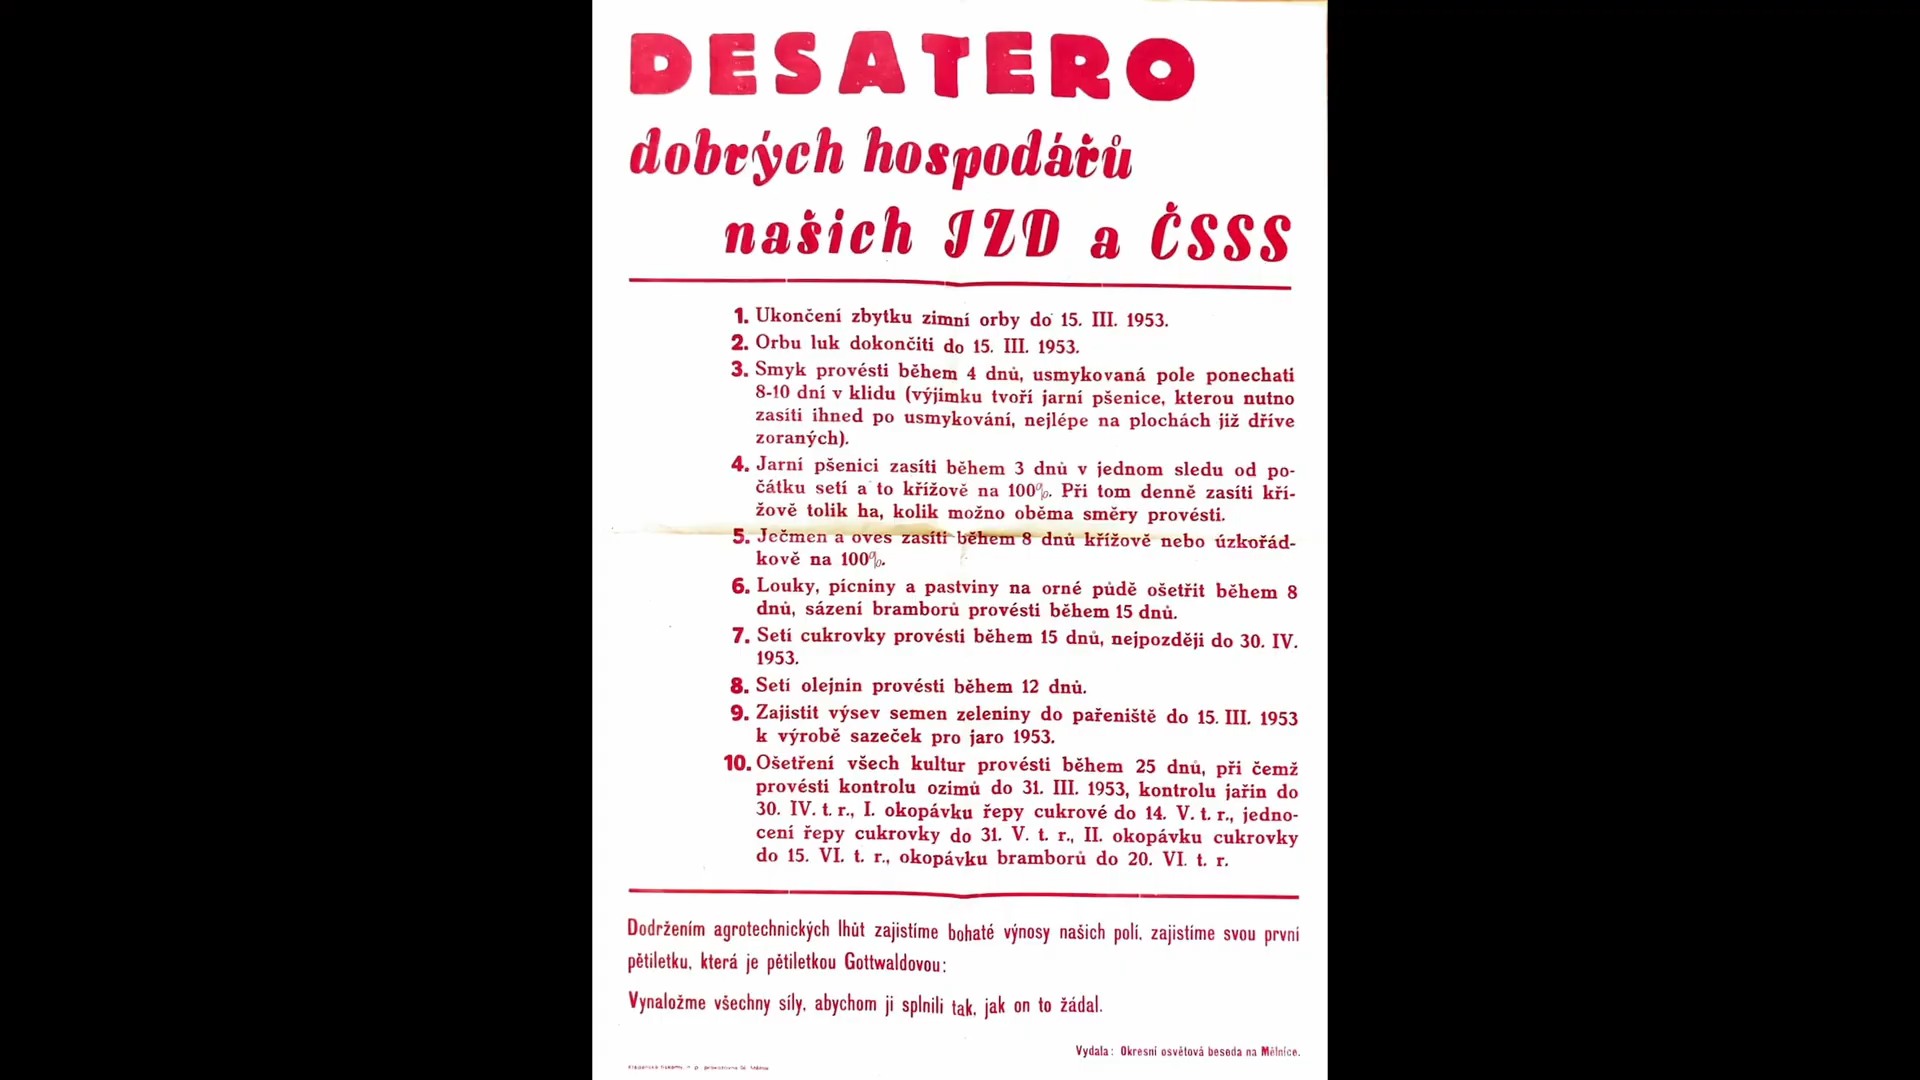 DESATERO
dobrých hospodářů
našich JZD a ČSSS
1. Ukončení zbytku zimní orby do 15. III. 1953.
2. Orbu luk dokončiti do 15. III. 1953.
3. Smyk provésti během 4 dnů, usmykovaná pole ponechati
8-10 dní v klidu (výjimku tvoří jarní pšenice, kterou nutno
zasíti ihned po usmykování, nejlépe na plochách již dříve
zoraných).
4. Jarní pšenici zasíti během 3 dnů v jednom sledu od po-
čátku setí a to křížově na 100%. Při tom denně zasíti kří-
žově tolik ha, kolik možno oběma směry provésti.
5. Ječmen a oves zasíti během 8 dnů křížově nebo úzkořád-
kově na 100%.
6. Louky, pícniny a pastviny na orné půdě ošetřit během 8
dnů, sázení bramborů provésti během 15 dnů.
7. Setí cukrovky provésti během 15 dnů, nejpozději do 30. IV.
1953.
8. Setí olejnin provésti během 12 dnů.
9. Zajistit výsev semen zeleniny do pařeniště do 15. III. 1953
k výrobě sazeček pro jaro 1953.
10. Ošetření všech kultur provésti během 25 dnů, při čemž
provésti kontrolu ozimů do 31. III. 1953, kontrolu jařin do
30. IV. t. r., I. okopávku řepy cukrové do 14. V. t. r., jedno-
cení řepy cukrovky do 31. V. t. r., II. okopávku cukrovky
do 15. VI. t. r., okopávku bramborů do 20. VI. t. r.
Dodržením agrotechnických lhůt zajistíme bohaté výnosy našich polí, zajistíme svou první
pětiletku, která je pětiletkou Gottwaldovou:
Vynaložme všechny síly, abychom ji splnili tak, jak on to žádal.
Vydala: Okresní osvětová beseda na Mělníce.